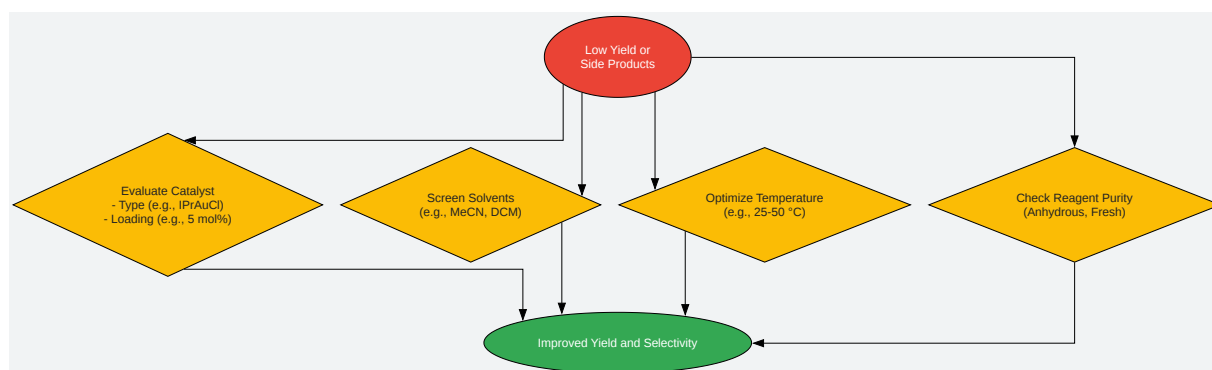 Low Yield or
Side Products
Evaluate Catalyst
- Type (e.g., IPrAuCl)
- Loading (e.g., 5 mol%)
Screen Solvents
(e.g., MeCN, DCM)
Optimize Temperature
(e.g., 25-50 °C)
Check Reagent Purity
(Anhydrous, Fresh)
Improved Yield and Selectivity